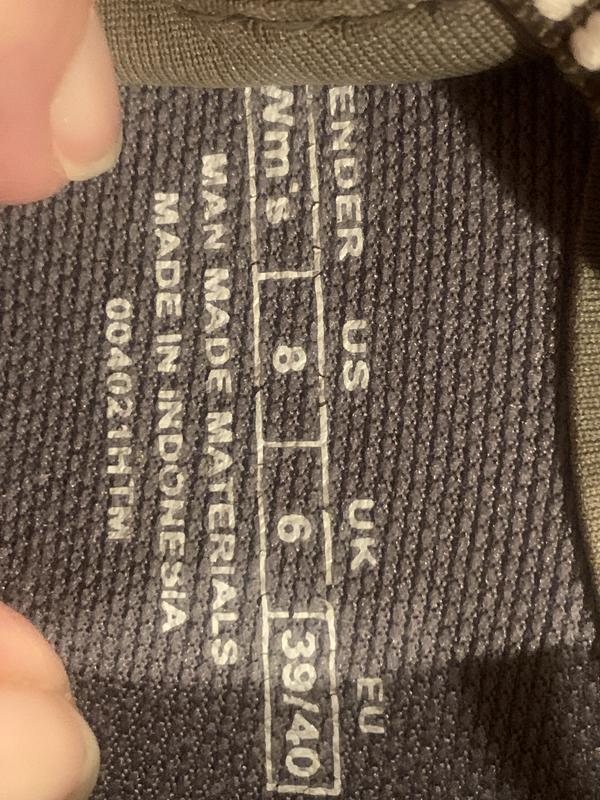 ENDER US UK EU
Wm's 8 6 39/40
MAN MADE MATERIALS
MADE IN INDONESIA
004021HTM